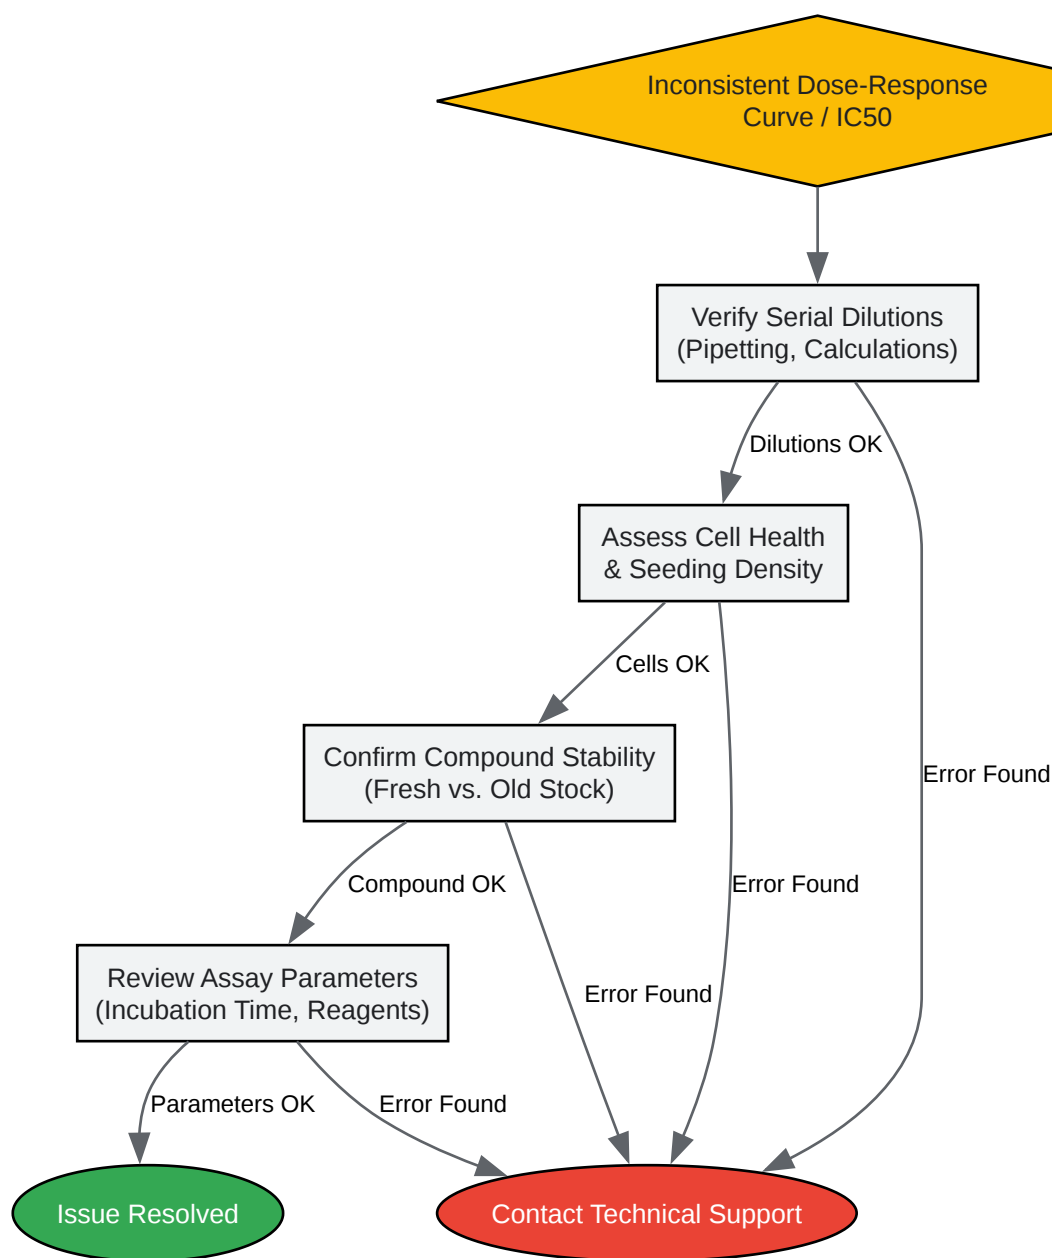 Inconsistent Dose-Response
Curve / IC50
Verify Serial Dilutions
(Pipetting, Calculations)
Dilutions OK
Assess Cell Health
& Seeding Density
Cells OK
Confirm Compound Stability
(Fresh vs. Old Stock)
Error Found
Compound OK
Error Found
Review Assay Parameters
(Incubation Time, Reagents)
Error Found
Parameters OK
Error Found
Issue Resolved
Contact Technical Support